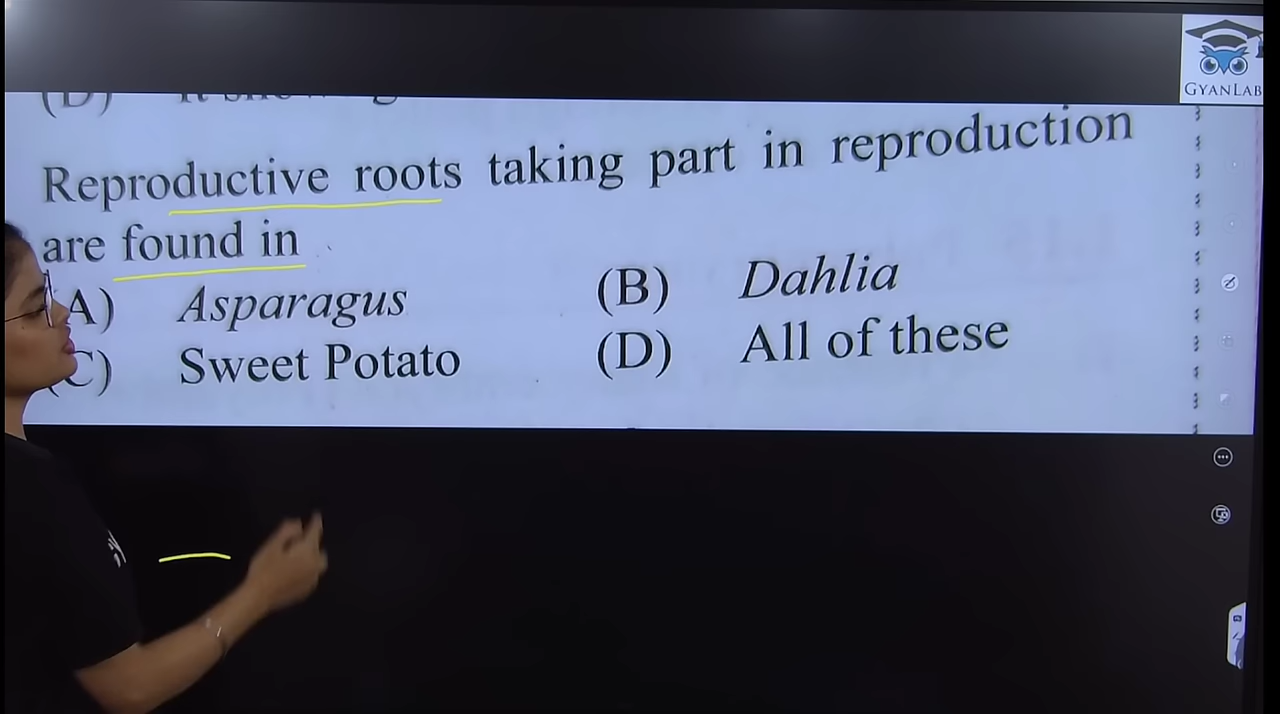 GYANLAB
(D)
Reproductive roots taking part in reproduction
are found in
A) Asparagus (B) Dahlia
C) Sweet Potato (D) All of these